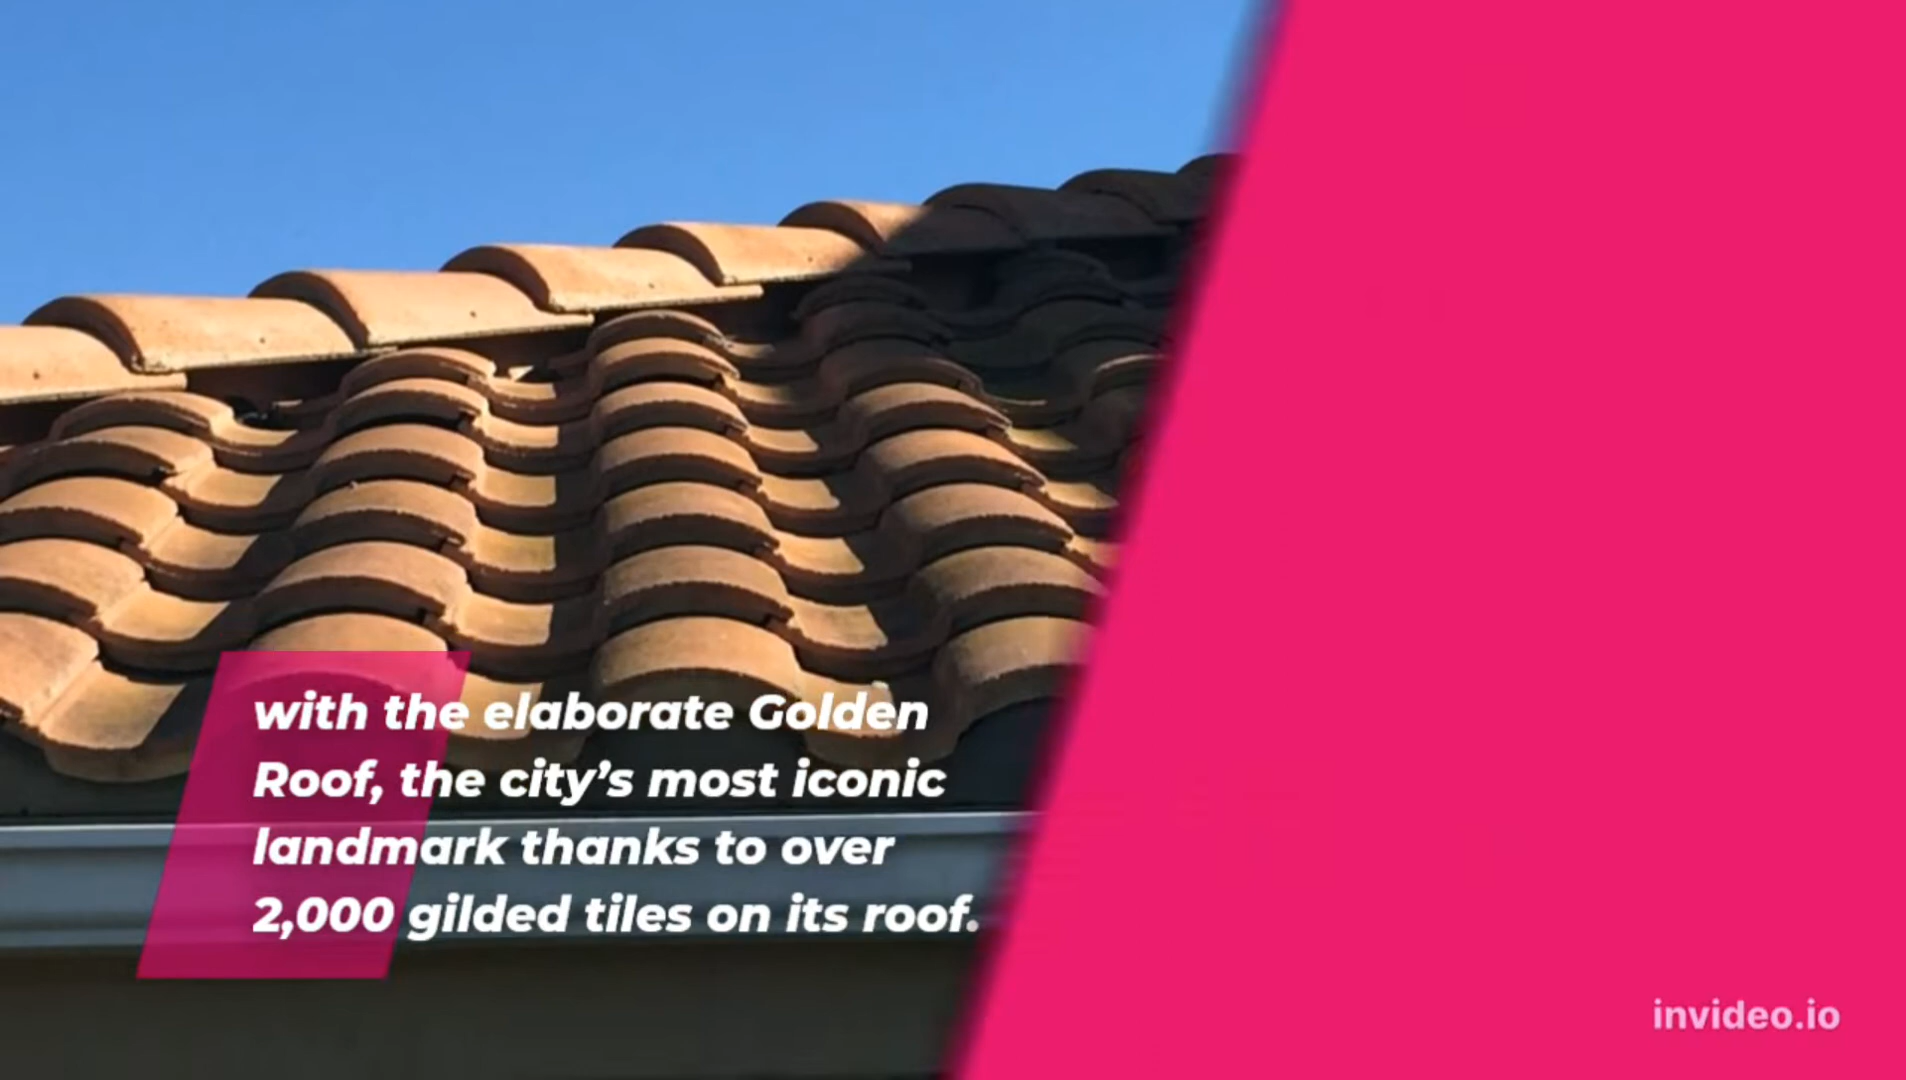 with the elaborate Golden
Roof, the city’s most iconic
landmark thanks to over
2,000 gilded tiles on its roof.
invideo.io